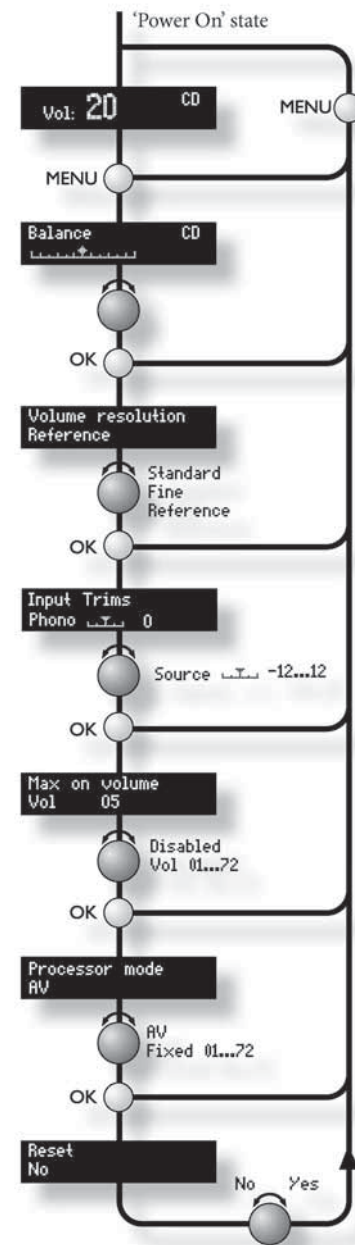 'Power On' state
Vol: 20 CD
MENU
MENU
Balance CD
OK
Volume resolution
Reference
Standard
Fine
Reference
OK
Input Trims
Phono 0
Source -12...12
OK
Max on volume
Vol 05
Disabled
Vol 01...72
OK
Processor mode
AV
AV
Fixed 01...72
OK
Reset
No
No Yes